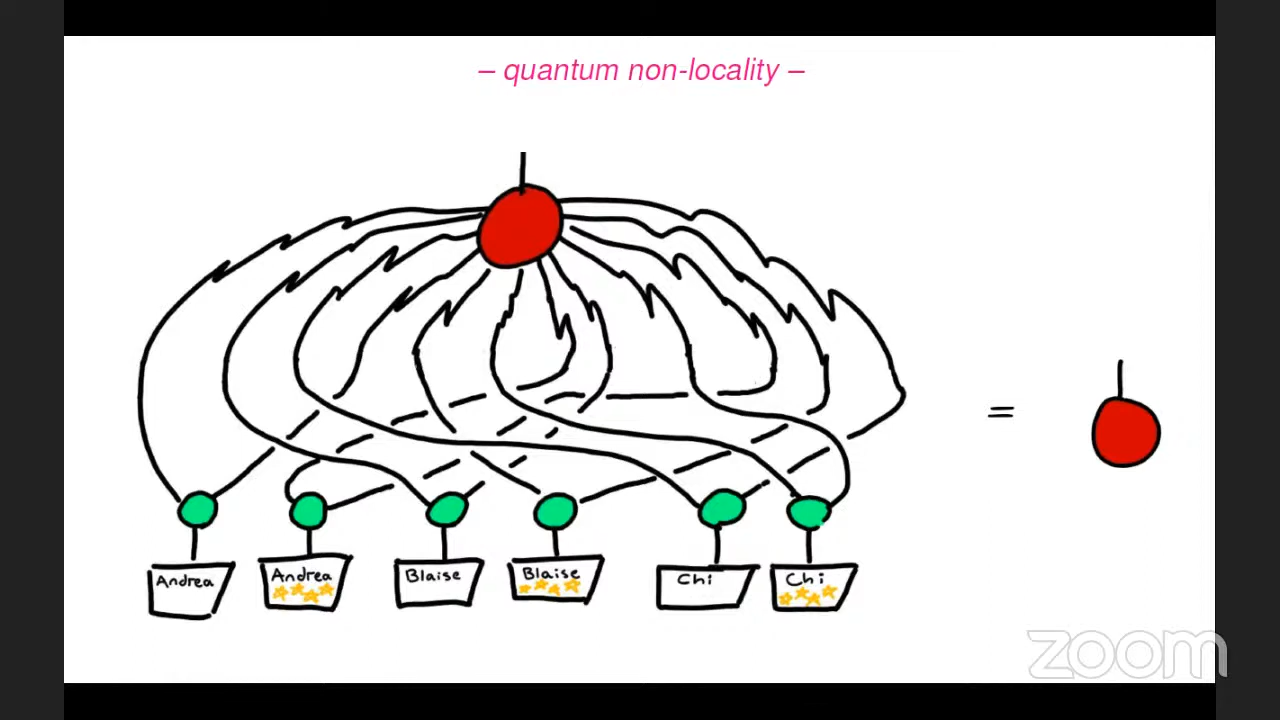 – quantum non-locality –
=
Andrea
Andrea
Blaise
Blaise
Chi
Chi
zoom